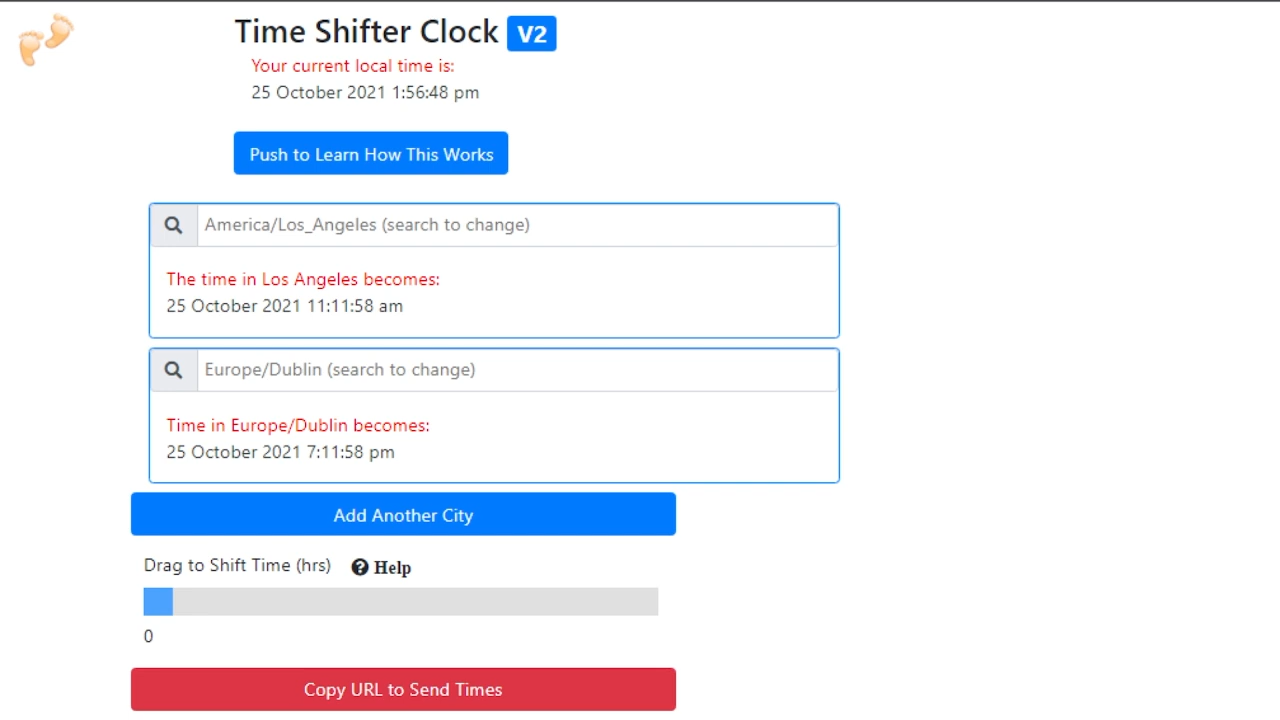 Time Shifter Clock V2
Your current local time is:
25 October 2021 1:56:48 pm
Push to Learn How This Works
America/Los_Angeles (search to change)
The time in Los Angeles becomes:
25 October 2021 11:11:58 am
Europe/Dublin (search to change)
Time in Europe/Dublin becomes:
25 October 2021 7:11:58 pm
Add Another City
Drag to Shift Time (hrs) Help
0
Copy URL to Send Times